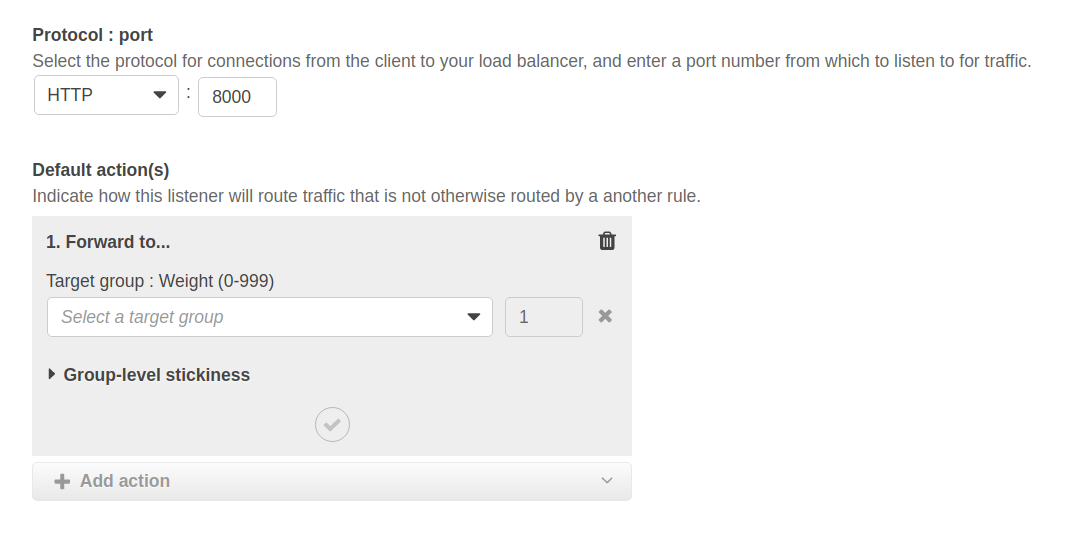 Protocol : port
Select the protocol for connections from the client to your load balancer, and enter a port number from which to listen to for traffic.
HTTP : 8000
Default action(s)
Indicate how this listener will route traffic that is not otherwise routed by a another rule.
1. Forward to...
Target group : Weight (0-999)
Select a target group 1
Group-level stickiness
Add action